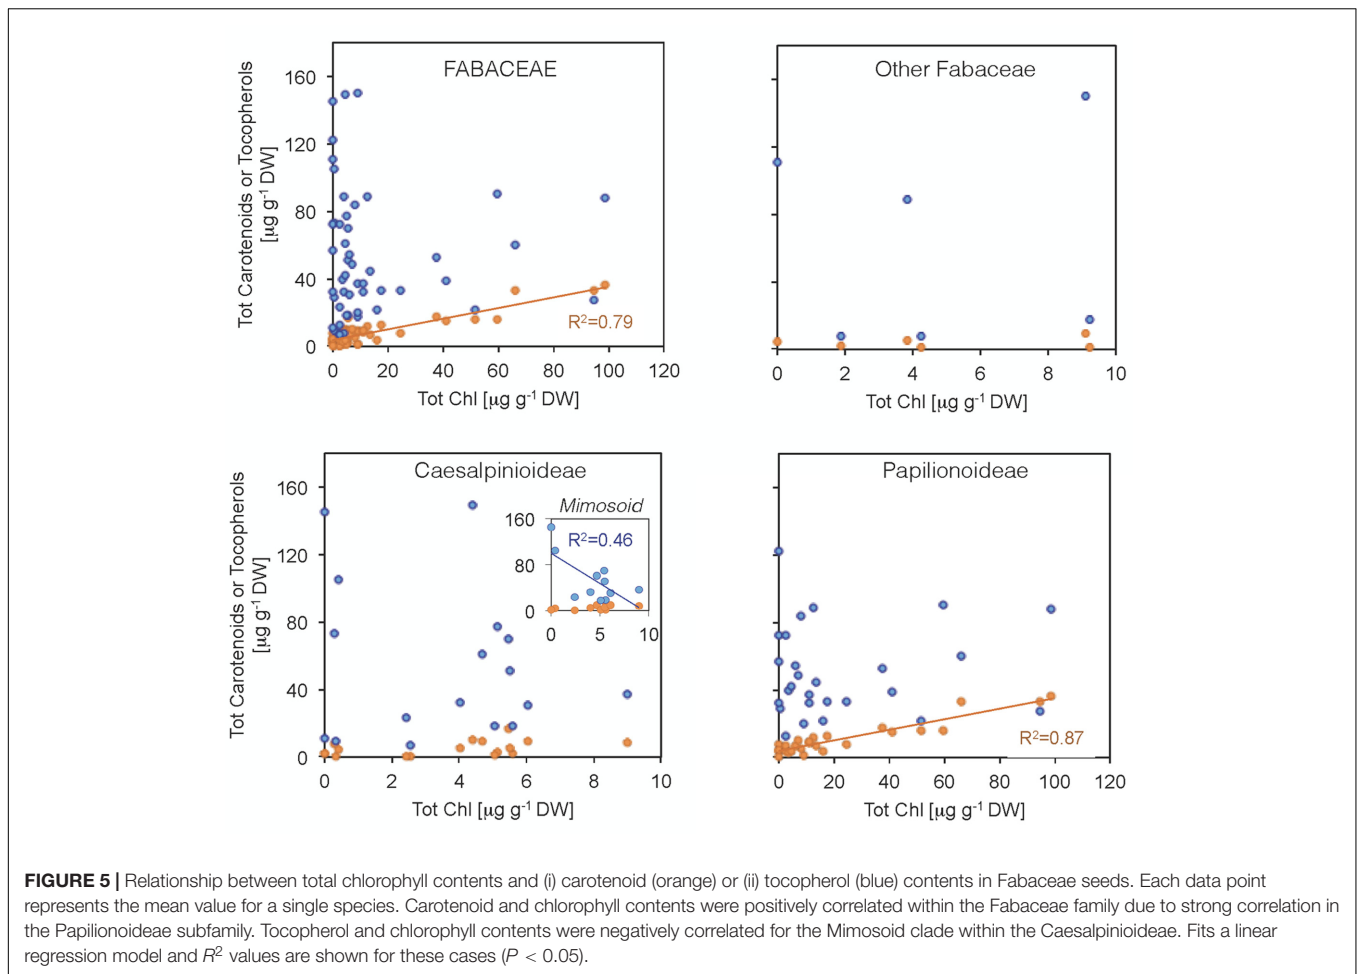 FABACEAE
Tot Carotenoids or Tocopherols
[µg g-1 DW]
160
120
80
40
0
R2=0.79
0 20 40 60 80 100 120
Tot Chl [µg g-1 DW]
Other Fabaceae
0 2 4 6 8 10
Tot Chl [µg g-1 DW]
Caesalpinioideae
Tot Carotenoids or Tocopherols
[µg g-1 DW]
160
120
80
40
0
Mimosoid
160
80
0
R2=0.46
0 5 10
0 2 4 6 8 10
Tot Chl [µg g-1 DW]
Papilionoideae
R2=0.87
0 20 40 60 80 100 120
Tot Chl [µg g-1 DW]
FIGURE 5 | Relationship between total chlorophyll contents and (i) carotenoid (orange) or (ii) tocopherol (blue) contents in Fabaceae seeds. Each data point
represents the mean value for a single species. Carotenoid and chlorophyll contents were positively correlated within the Fabaceae family due to strong correlation in
the Papilionoideae subfamily. Tocopherol and chlorophyll contents were negatively correlated for the Mimosoid clade within the Caesalpinioideae. Fits a linear
regression model and R2 values are shown for these cases (P < 0.05).